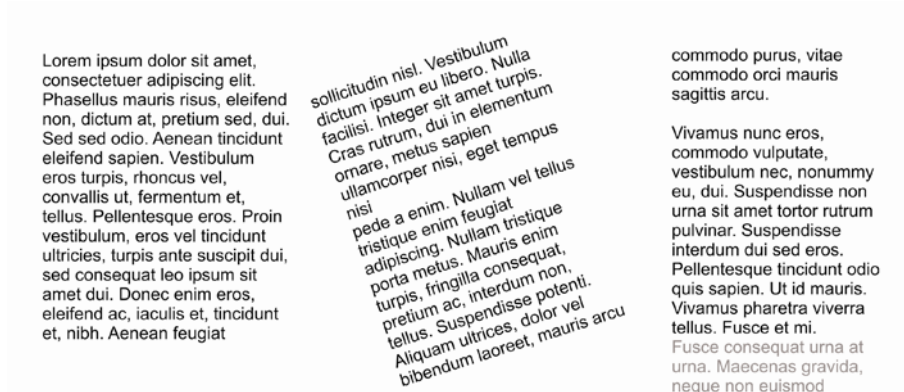 Lorem ipsum dolor sit amet,
consectetuer adipiscing elit.
Phasellus mauris risus, eleifend
non, dictum at, pretium sed, dui.
Sed sed odio. Aenean tincidunt
eleifend sapien. Vestibulum
eros turpis, rhoncus vel,
convallis ut, fermentum et,
tellus. Pellentesque eros. Proin
vestibulum, eros vel tincidunt
ultricies, turpis ante suscipit dui,
sed consequat leo ipsum sit
amet dui. Donec enim eros,
eleifend ac, iaculis et, tincidunt
et, nibh. Aenean feugiat
sollicitudin nisl. Vestibulum
dictum ipsum eu libero. Nulla
facilisi. Integer sit amet turpis.
Cras rutrum, dui in elementum
ornare, metus sapien
ullamcorper nisi, eget tempus
nisi
pede a enim. Nullam vel tellus
tristique enim feugiat
adipiscing. Nullam tristique
porta metus. Mauris enim
turpis, fringilla consequat,
pretium ac, interdum non,
tellus. Suspendisse potenti.
Aliquam ultrices, dolor vel
bibendum laoreet, mauris arcu
commodo purus, vitae
commodo orci mauris
sagittis arcu.
Vivamus nunc eros,
commodo vulputate,
vestibulum nec, nonummy
eu, dui. Suspendisse non
urna sit amet tortor rutrum
pulvinar. Suspendisse
interdum dui sed eros.
Pellentesque tincidunt odio
quis sapien. Ut id mauris.
Vivamus pharetra viverra
tellus. Fusce et mi.
Fusce consequat urna at
urna. Maecenas gravida,
neque non euismod